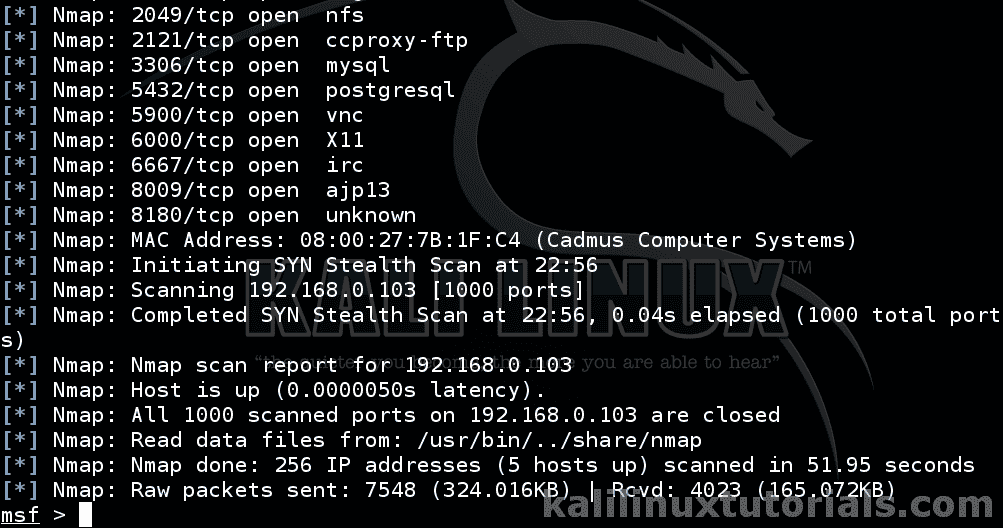 [*] Nmap: 2049/tcp open  nfs
[*] Nmap: 2121/tcp open  ccproxy-ftp
[*] Nmap: 3306/tcp open  mysql
[*] Nmap: 5432/tcp open  postgresql
[*] Nmap: 5900/tcp open  vnc
[*] Nmap: 6000/tcp open  X11
[*] Nmap: 6667/tcp open  irc
[*] Nmap: 8009/tcp open  ajp13
[*] Nmap: 8180/tcp open  unknown
[*] Nmap: MAC Address: 08:00:27:7B:1F:C4 (Cadmus Computer Systems)
[*] Nmap: Initiating SYN Stealth Scan at 22:56
[*] Nmap: Scanning 192.168.0.103 [1000 ports]
[*] Nmap: Completed SYN Stealth Scan at 22:56, 0.04s elapsed (1000 total port
s)
[*] Nmap: Nmap scan report for 192.168.0.103
[*] Nmap: Host is up (0.0000050s latency).
[*] Nmap: All 1000 scanned ports on 192.168.0.103 are closed
[*] Nmap: Read data files from: /usr/bin/../share/nmap
[*] Nmap: Nmap done: 256 IP addresses (5 hosts up) scanned in 51.95 seconds
[*] Nmap: Raw packets sent: 7548 (324.016KB) | Rcvd: 4023 (165.072KB)
msf >
KALI LINUX™
"the quieter you become, the more you are able to hear"
kalilinuxtutorials.com